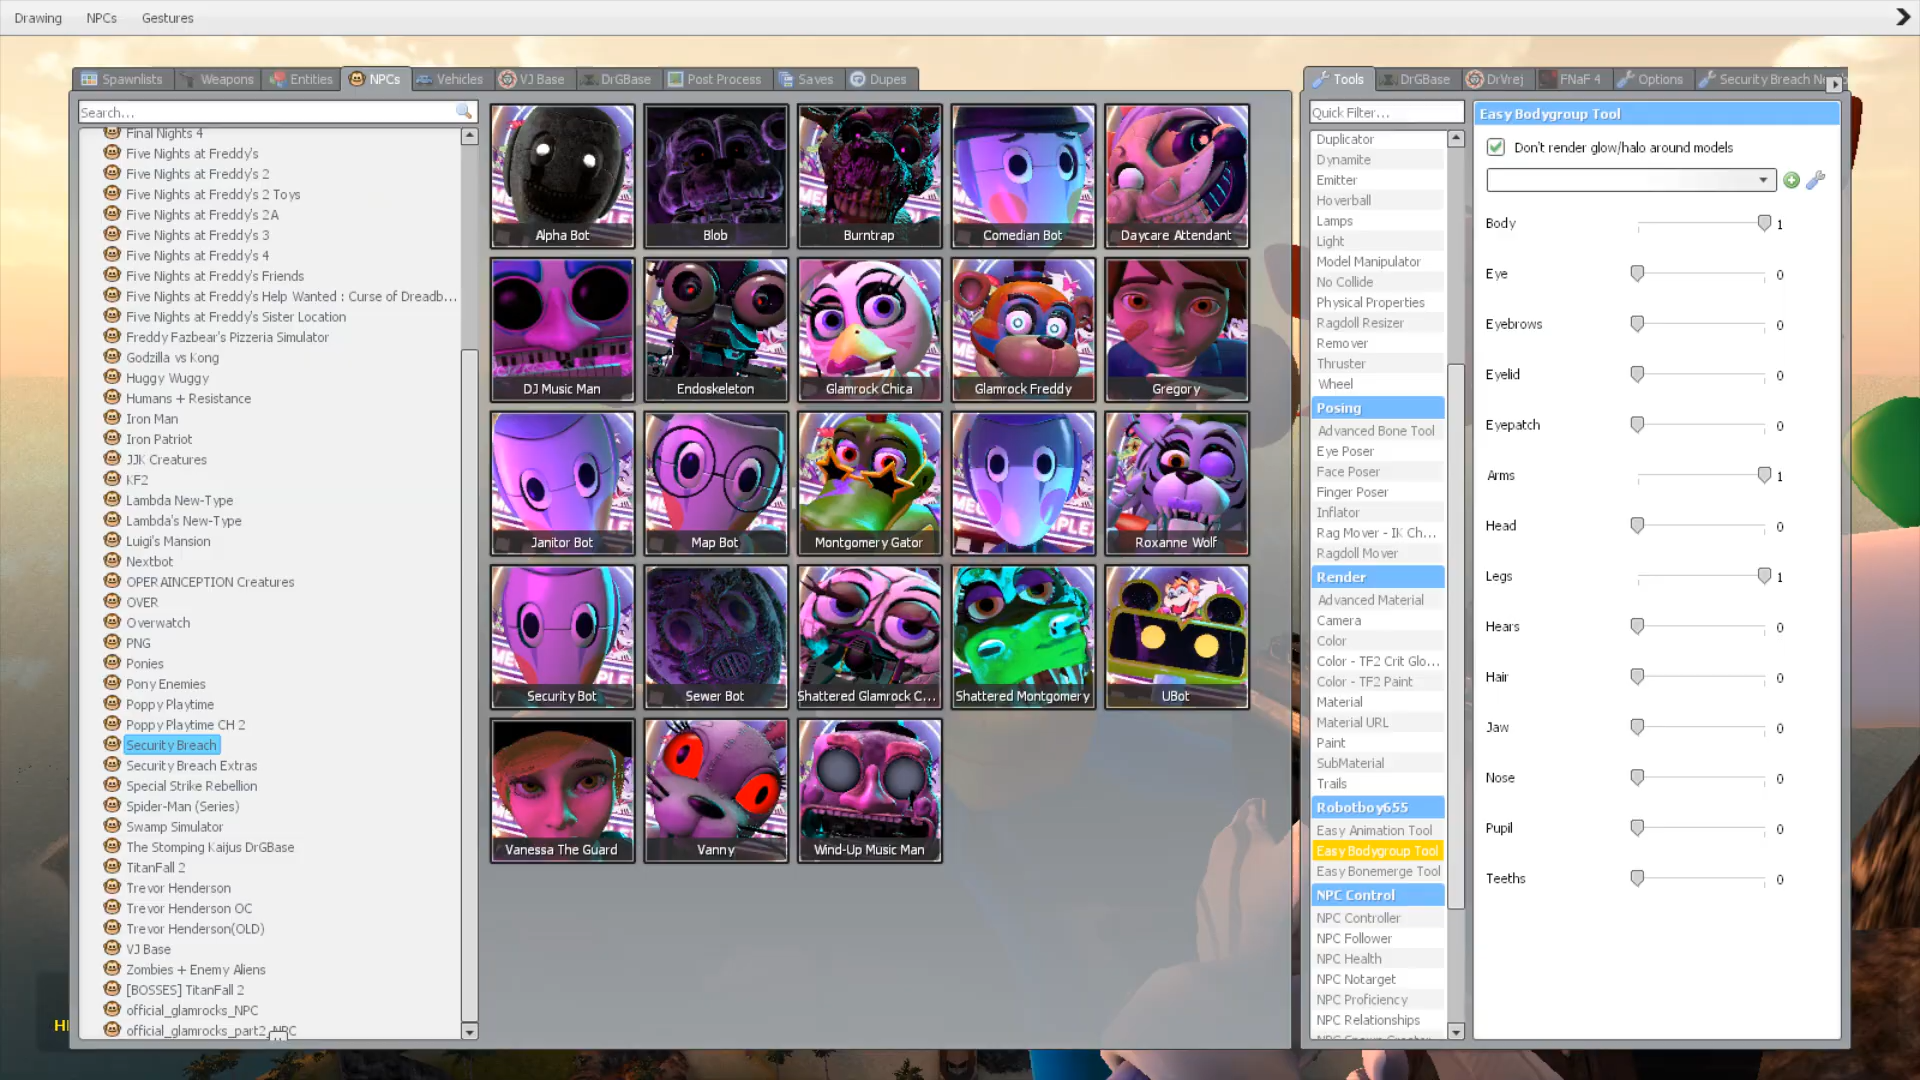 Drawing NPCs Gestures
Spawnlists Weapons Entities NPCs Vehicles VJ Base DrGBase Post Process Saves Dupes
Search...
Final Nights 4
Five Nights at Freddy's
Five Nights at Freddy's 2
Five Nights at Freddy's 2 Toys
Five Nights at Freddy's 2A
Five Nights at Freddy's 3
Five Nights at Freddy's 4
Five Nights at Freddy's Friends
Five Nights at Freddy's Help Wanted : Curse of Dreadb...
Five Nights at Freddy's Sister Location
Freddy Fazbear's Pizzeria Simulator
Godzilla vs Kong
Huggy Wuggy
Humans + Resistance
Iron Man
Iron Patriot
JJK Creatures
KF2
Lambda New-Type
Lambda's New-Type
Luigi's Mansion
Nextbot
OPERAINCEPTION Creatures
OVER
Overwatch
PNG
Ponies
Pony Enemies
Poppy Playtime
Poppy Playtime CH 2
Security Breach
Security Breach Extras
Special Strike Rebellion
Spider-Man (Series)
Swamp Simulator
The Stomping Kaijus DrGBase
TitanFall 2
Trevor Henderson
Trevor Henderson OC
Trevor Henderson(OLD)
VJ Base
Zombies + Enemy Aliens
[BOSSES] TitanFall 2
official_glamrocks_NPC
official_glamrocks_part2_NPC
Alpha Bot Blob Burntrap Comedian Bot Daycare Attendant
DJ Music Man Endoskeleton Glamrock Chica Glamrock Freddy Gregory
Janitor Bot Map Bot Montgomery Gator Roxanne Wolf
Security Bot Sewer Bot Shattered Glamrock C... Shattered Montgomery UBot
Vanessa The Guard Vanny Wind-Up Music Man
Tools DrGBase DrVrej FNaF 4 Options Security Breach
Quick Filter...
Duplicator
Dynamite
Emitter
Hoverball
Lamps
Light
Model Manipulator
No Collide
Physical Properties
Ragdoll Resizer
Remover
Thruster
Wheel
Posing
Advanced Bone Tool
Eye Poser
Face Poser
Finger Poser
Inflator
Rag Mover - IK Ch...
Ragdoll Mover
Render
Advanced Material
Camera
Color
Color - TF2 Crit Glo...
Color - TF2 Paint
Material
Material URL
Paint
SubMaterial
Trails
Robotboy655
Easy Animation Tool
Easy Bodygroup Tool
Easy Bonemerge Tool
NPC Control
NPC Controller
NPC Follower
NPC Health
NPC Notarget
NPC Proficiency
NPC Relationships
Easy Bodygroup Tool
Don't render glow/halo around models
Body 1
Eye 0
Eyebrows 0
Eyelid 0
Eyepatch 0
Arms 1
Head 0
Legs 1
Hears 0
Hair 0
Jaw 0
Nose 0
Pupil 0
Teeths 0